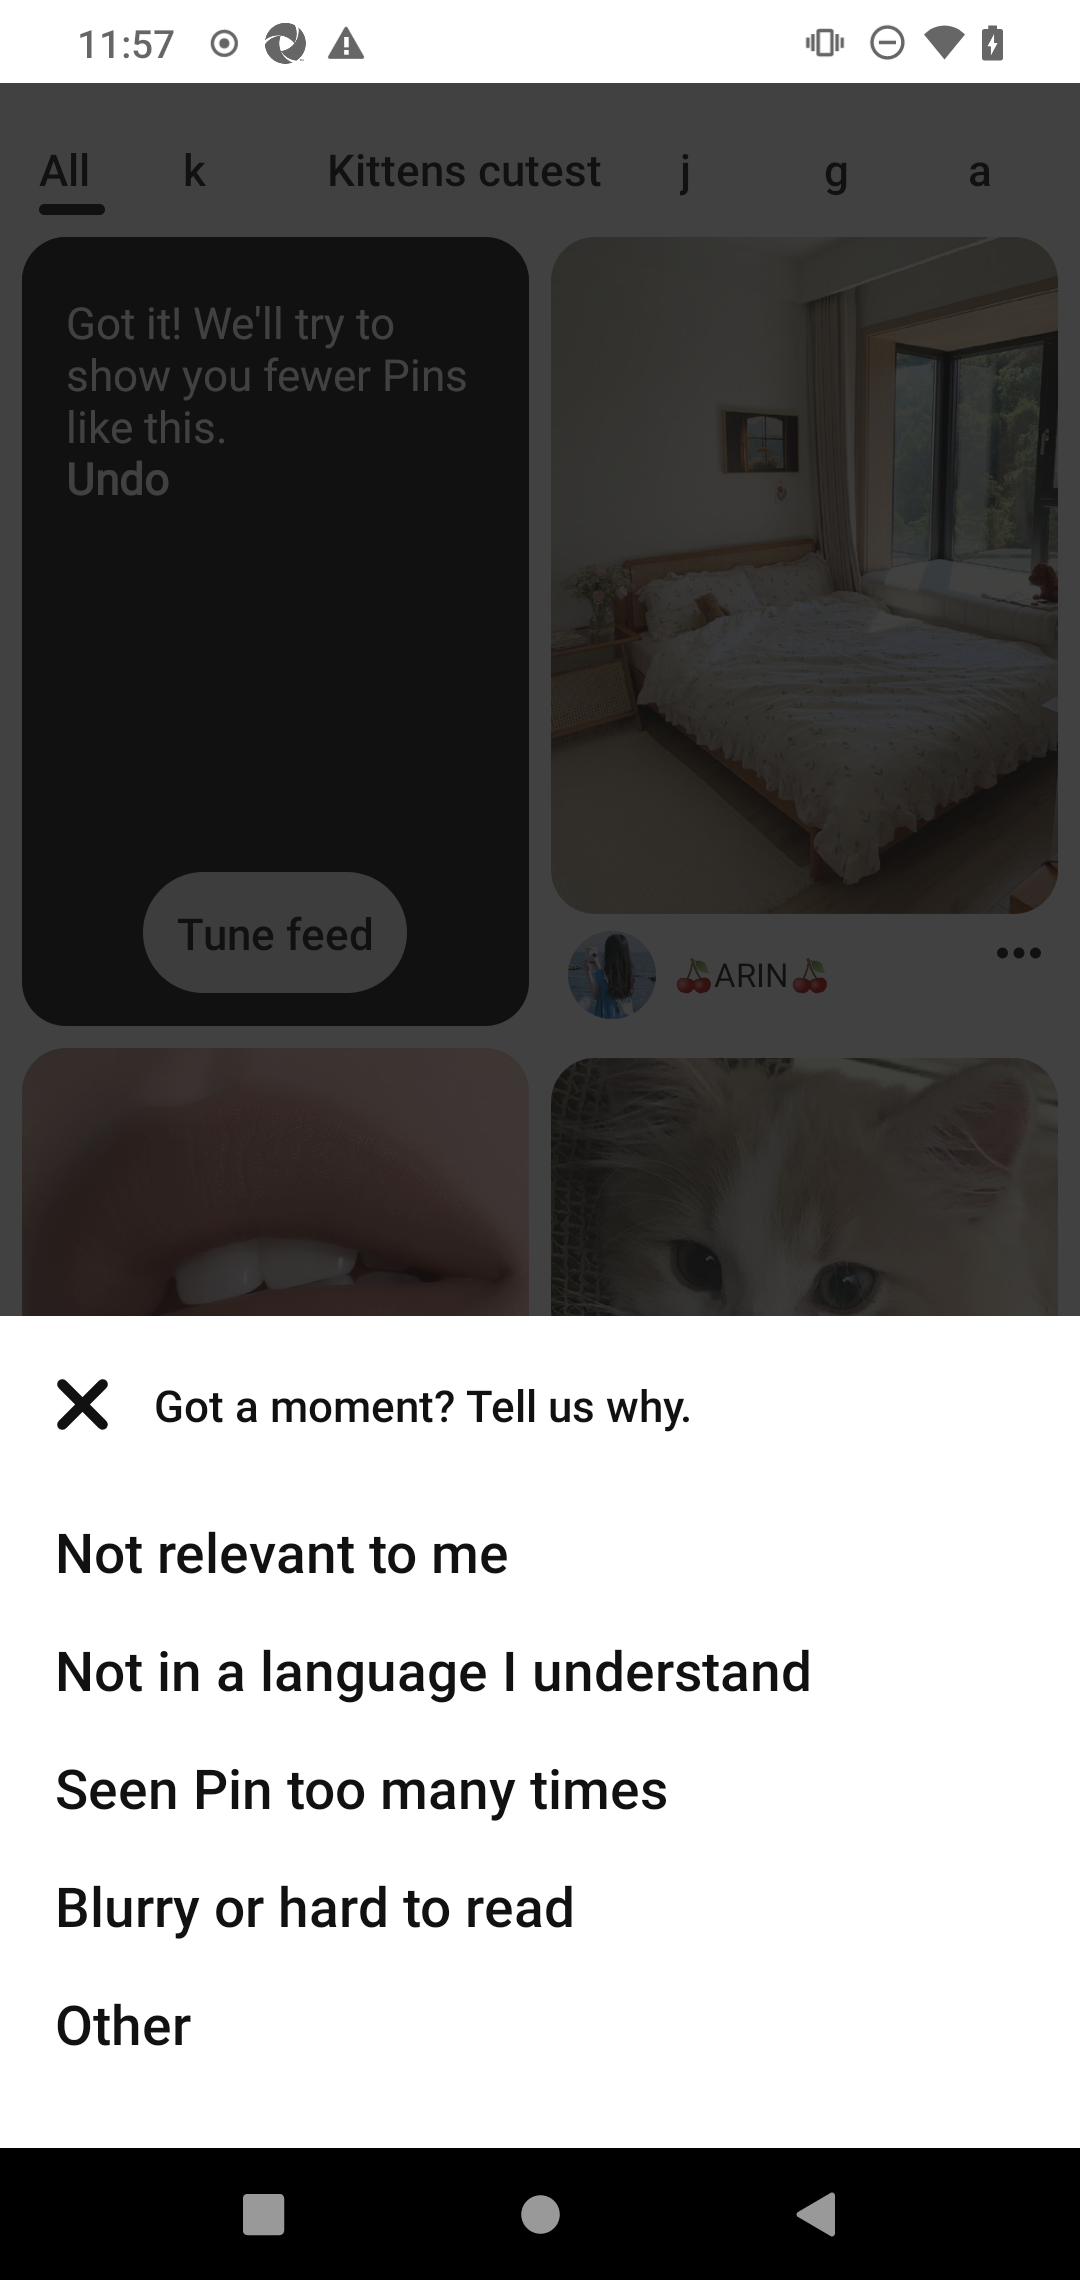 11:57
All k Kittens cutest j g a
Got it! We'll try to
show you fewer Pins
like this.
Undo
Tune feed
🍒ARIN🍒
Got a moment? Tell us why.
Not relevant to me
Not in a language I understand
Seen Pin too many times
Blurry or hard to read
Other